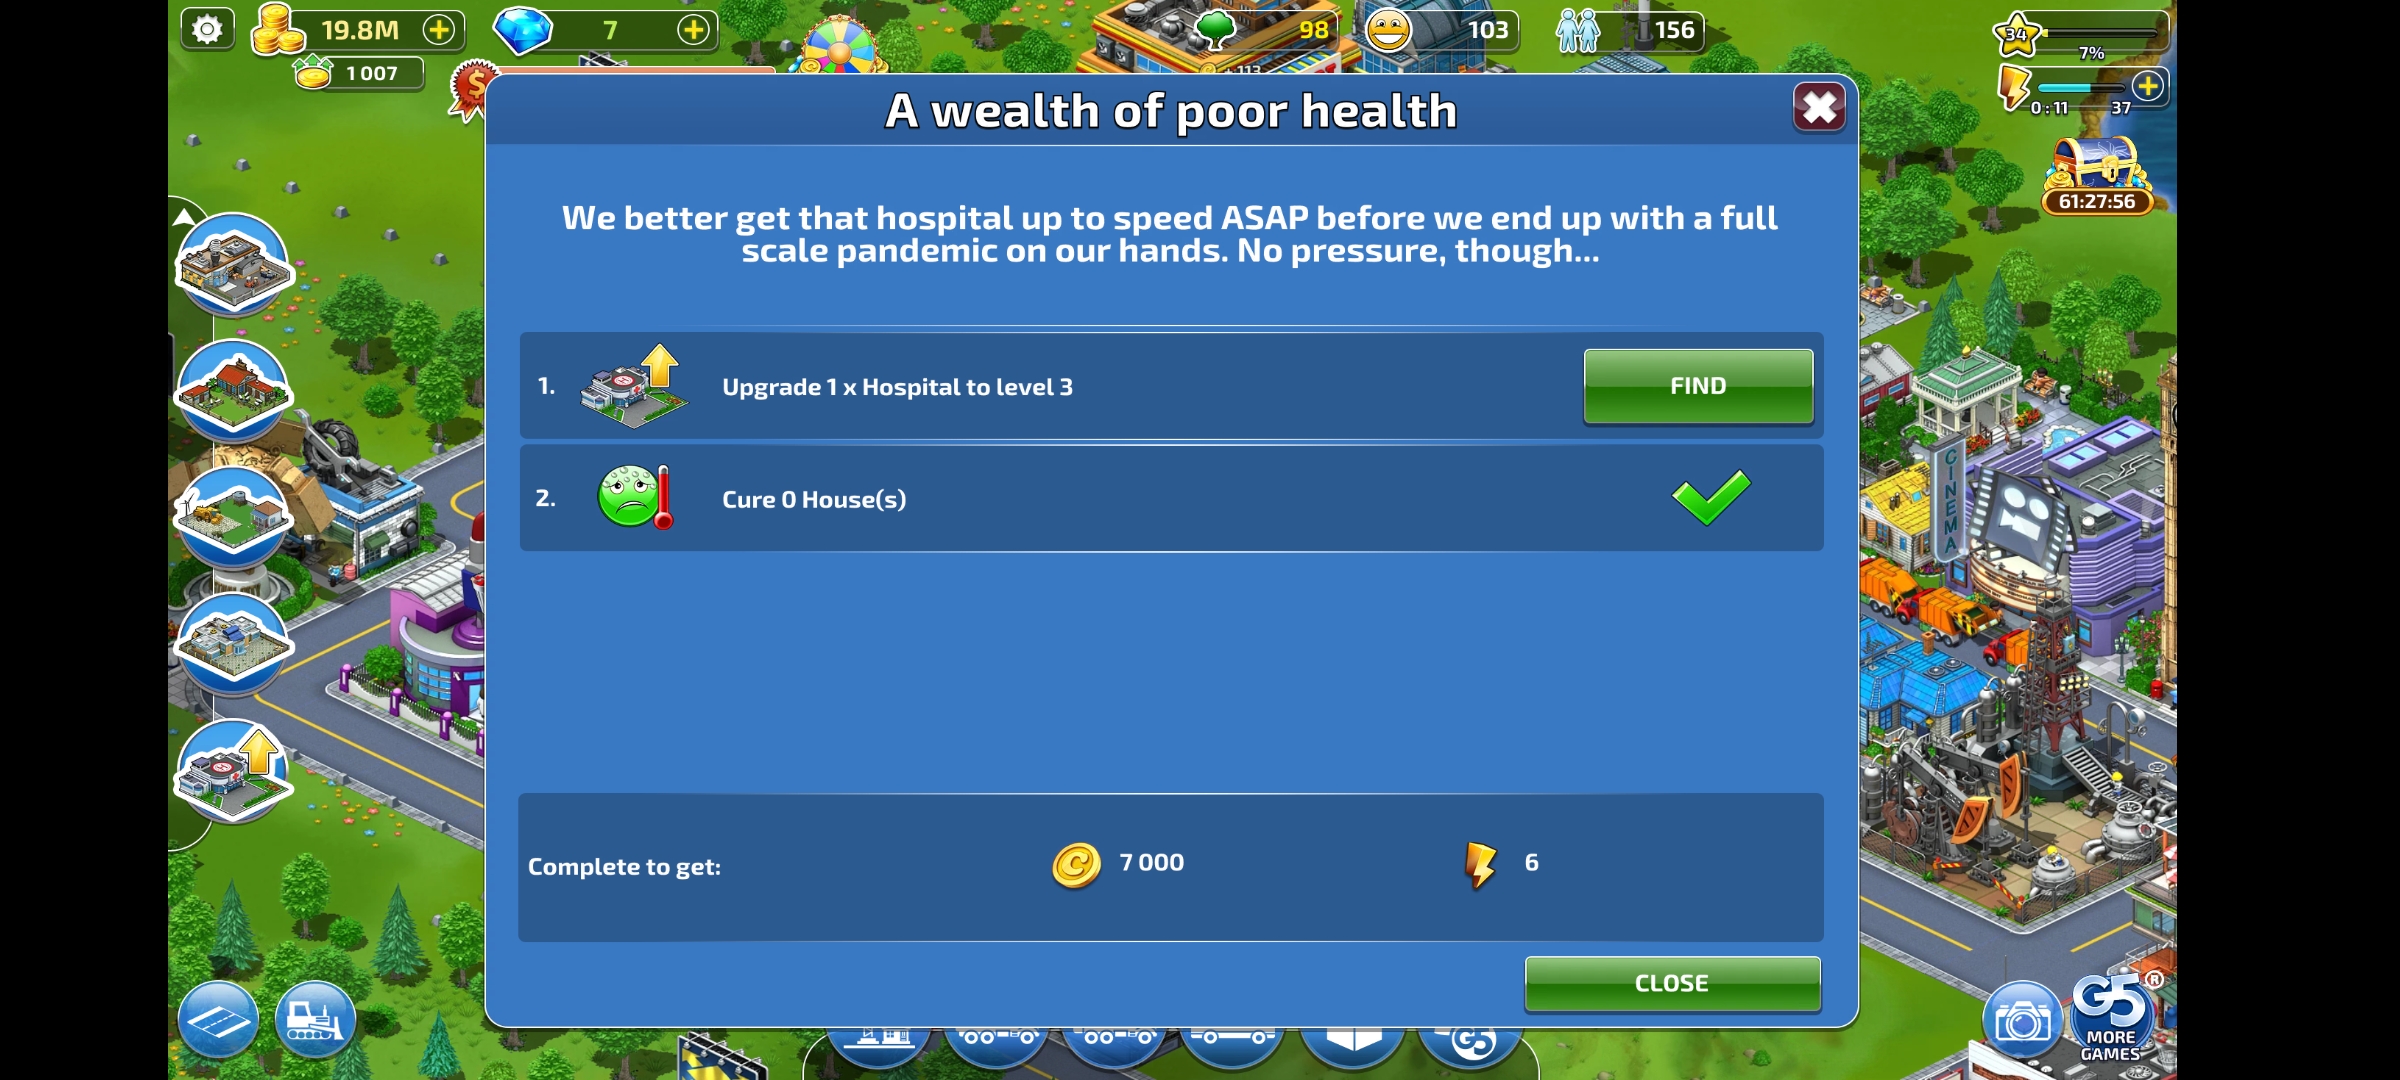 19.8M
7
98
103
156
34
7%
1 007
0:11
37
61:27:56
A wealth of poor health
We better get that hospital up to speed ASAP before we end up with a full
scale pandemic on our hands. No pressure, though...
1.
Upgrade 1 x Hospital to level 3
FIND
2.
Cure 0 House(s)
CINEMA
Complete to get:
7 000
6
CLOSE
G5
G5 ®
MORE
GAMES